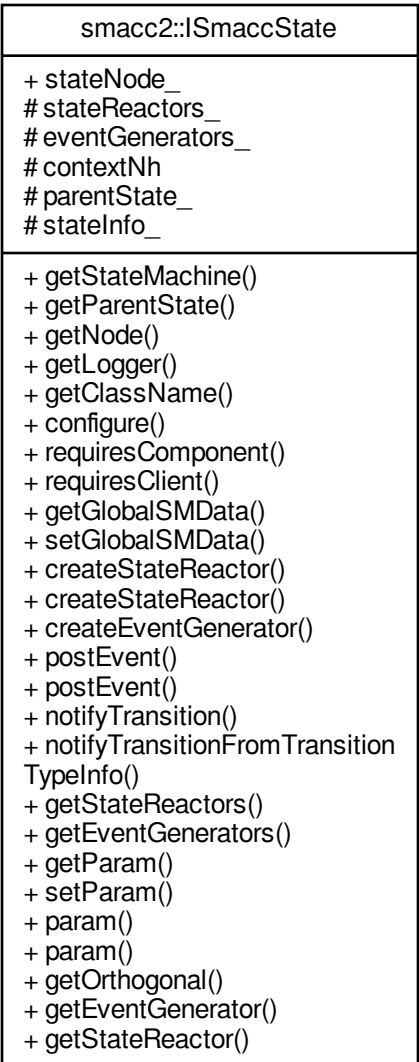 smacc2::ISmaccState
+ stateNode_
# stateReactors_
# eventGenerators_
# contextNh
# parentState_
# stateInfo_
+ getStateMachine()
+ getParentState()
+ getNode()
+ getLogger()
+ getClassName()
+ configure()
+ requiresComponent()
+ requiresClient()
+ getGlobalSMData()
+ setGlobalSMData()
+ createStateReactor()
+ createStateReactor()
+ createEventGenerator()
+ postEvent()
+ postEvent()
+ notifyTransition()
+ notifyTransitionFromTransition
TypeInfo()
+ getStateReactors()
+ getEventGenerators()
+ getParam()
+ setParam()
+ param()
+ param()
+ getOrthogonal()
+ getEventGenerator()
+ getStateReactor()